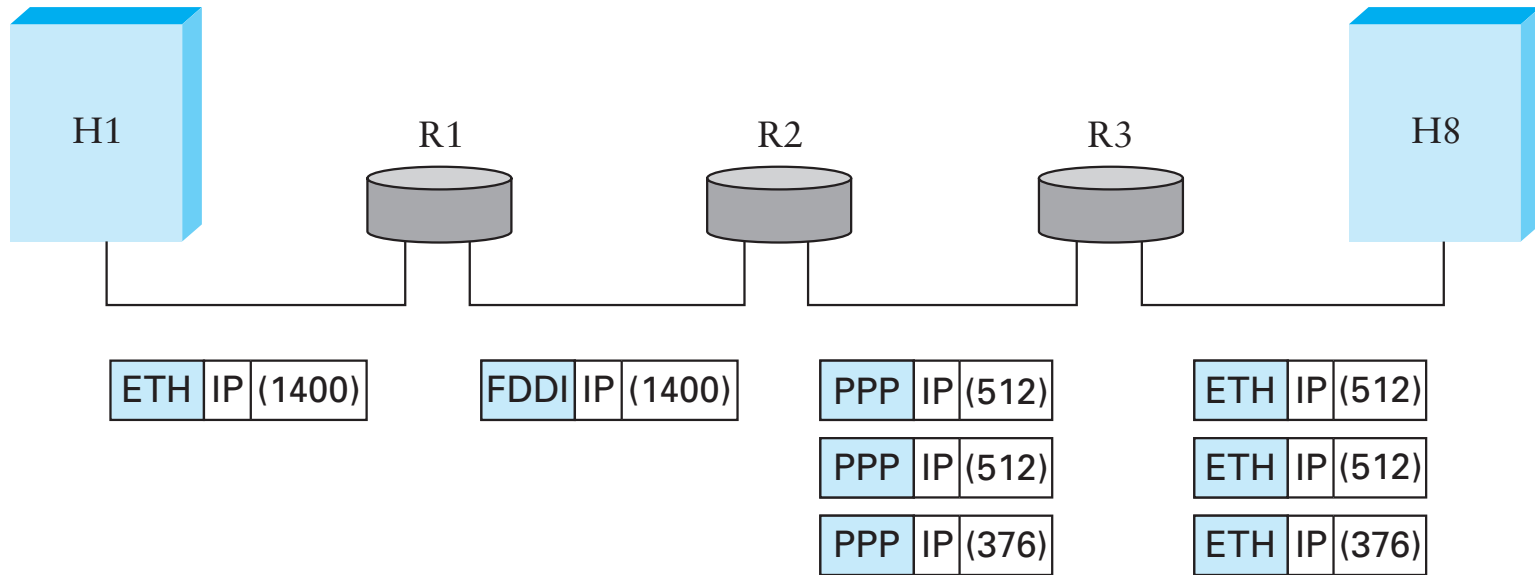 H1
R1
R2
R3
H8
ETH IP (1400)
FDDI IP (1400)
PPP IP (512)
ETH IP (512)
PPP IP (512)
ETH IP (512)
PPP IP (376)
ETH IP (376)